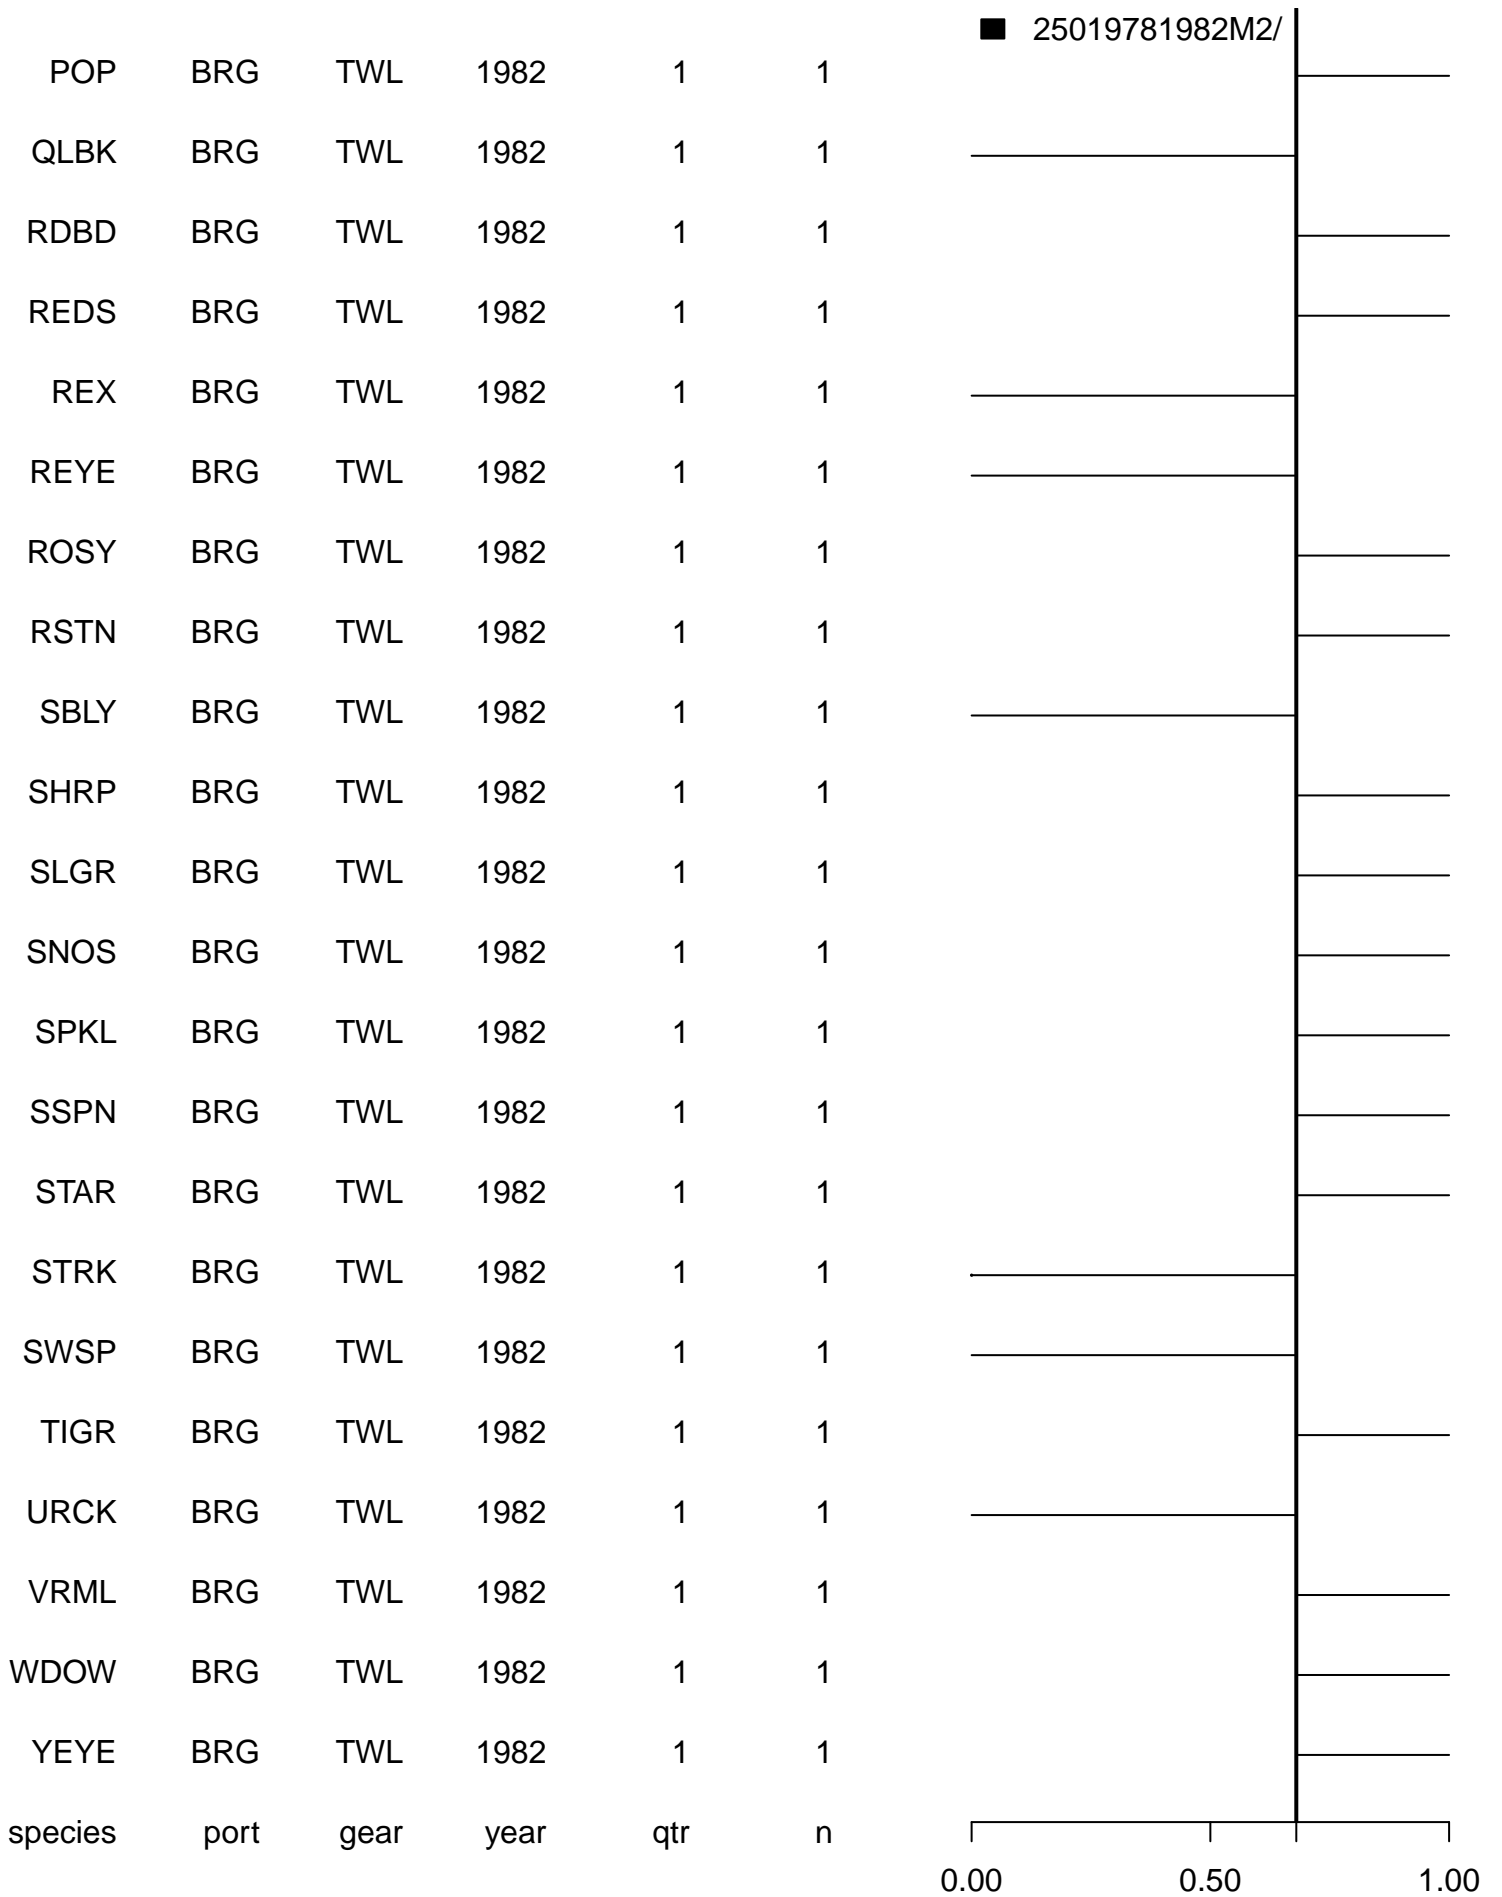 25019781982M2/
POP BRG TWL 1982 1 1
QLBK BRG TWL 1982 1 1
RDBD BRG TWL 1982 1 1
REDS BRG TWL 1982 1 1
REX BRG TWL 1982 1 1
REYE BRG TWL 1982 1 1
ROSY BRG TWL 1982 1 1
RSTN BRG TWL 1982 1 1
SBLY BRG TWL 1982 1 1
SHRP BRG TWL 1982 1 1
SLGR BRG TWL 1982 1 1
SNOS BRG TWL 1982 1 1
SPKL BRG TWL 1982 1 1
SSPN BRG TWL 1982 1 1
STAR BRG TWL 1982 1 1
STRK BRG TWL 1982 1 1
SWSP BRG TWL 1982 1 1
TIGR BRG TWL 1982 1 1
URCK BRG TWL 1982 1 1
VRML BRG TWL 1982 1 1
WDOW BRG TWL 1982 1 1
YEYE BRG TWL 1982 1 1
species port gear year qtr n
0.00 0.50 1.00